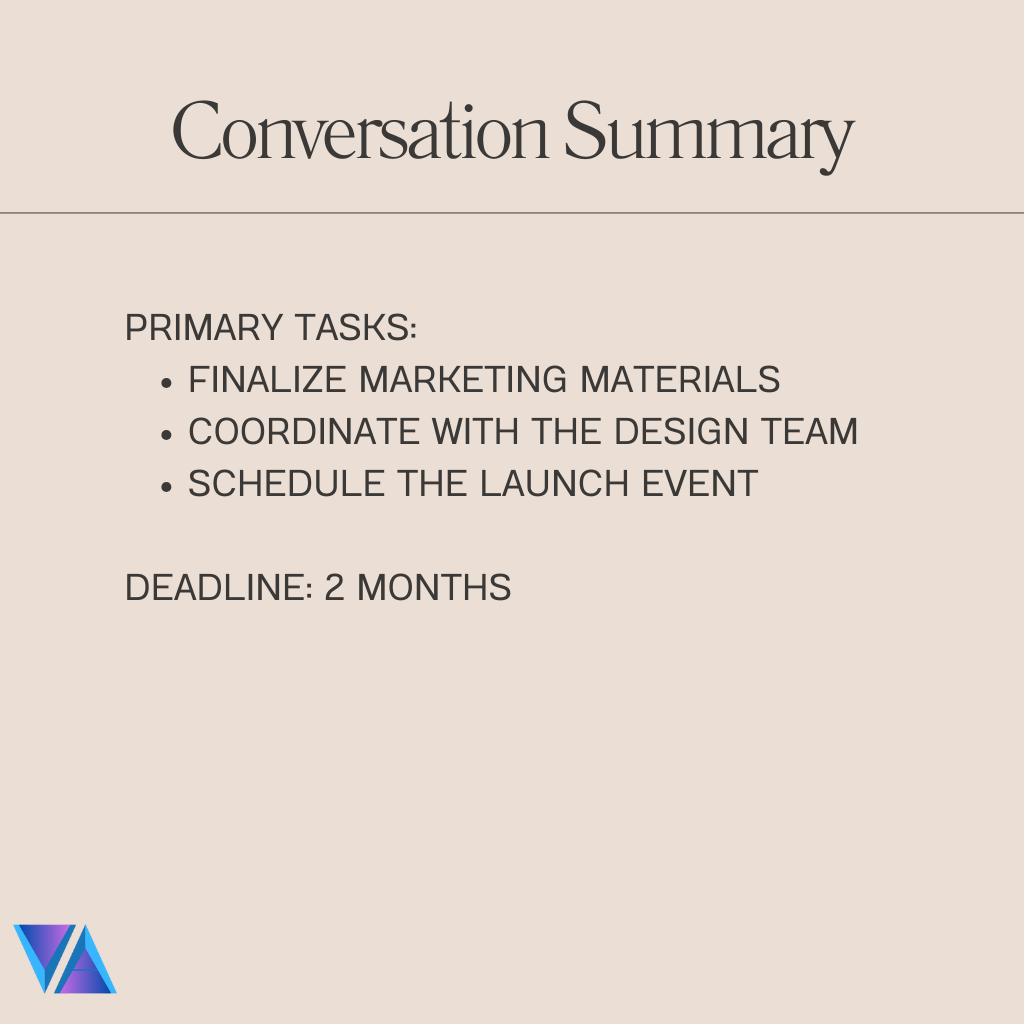 Conversation Summary
PRIMARY TASKS:
• FINALIZE MARKETING MATERIALS
• COORDINATE WITH THE DESIGN TEAM
• SCHEDULE THE LAUNCH EVENT
DEADLINE: 2 MONTHS
VA